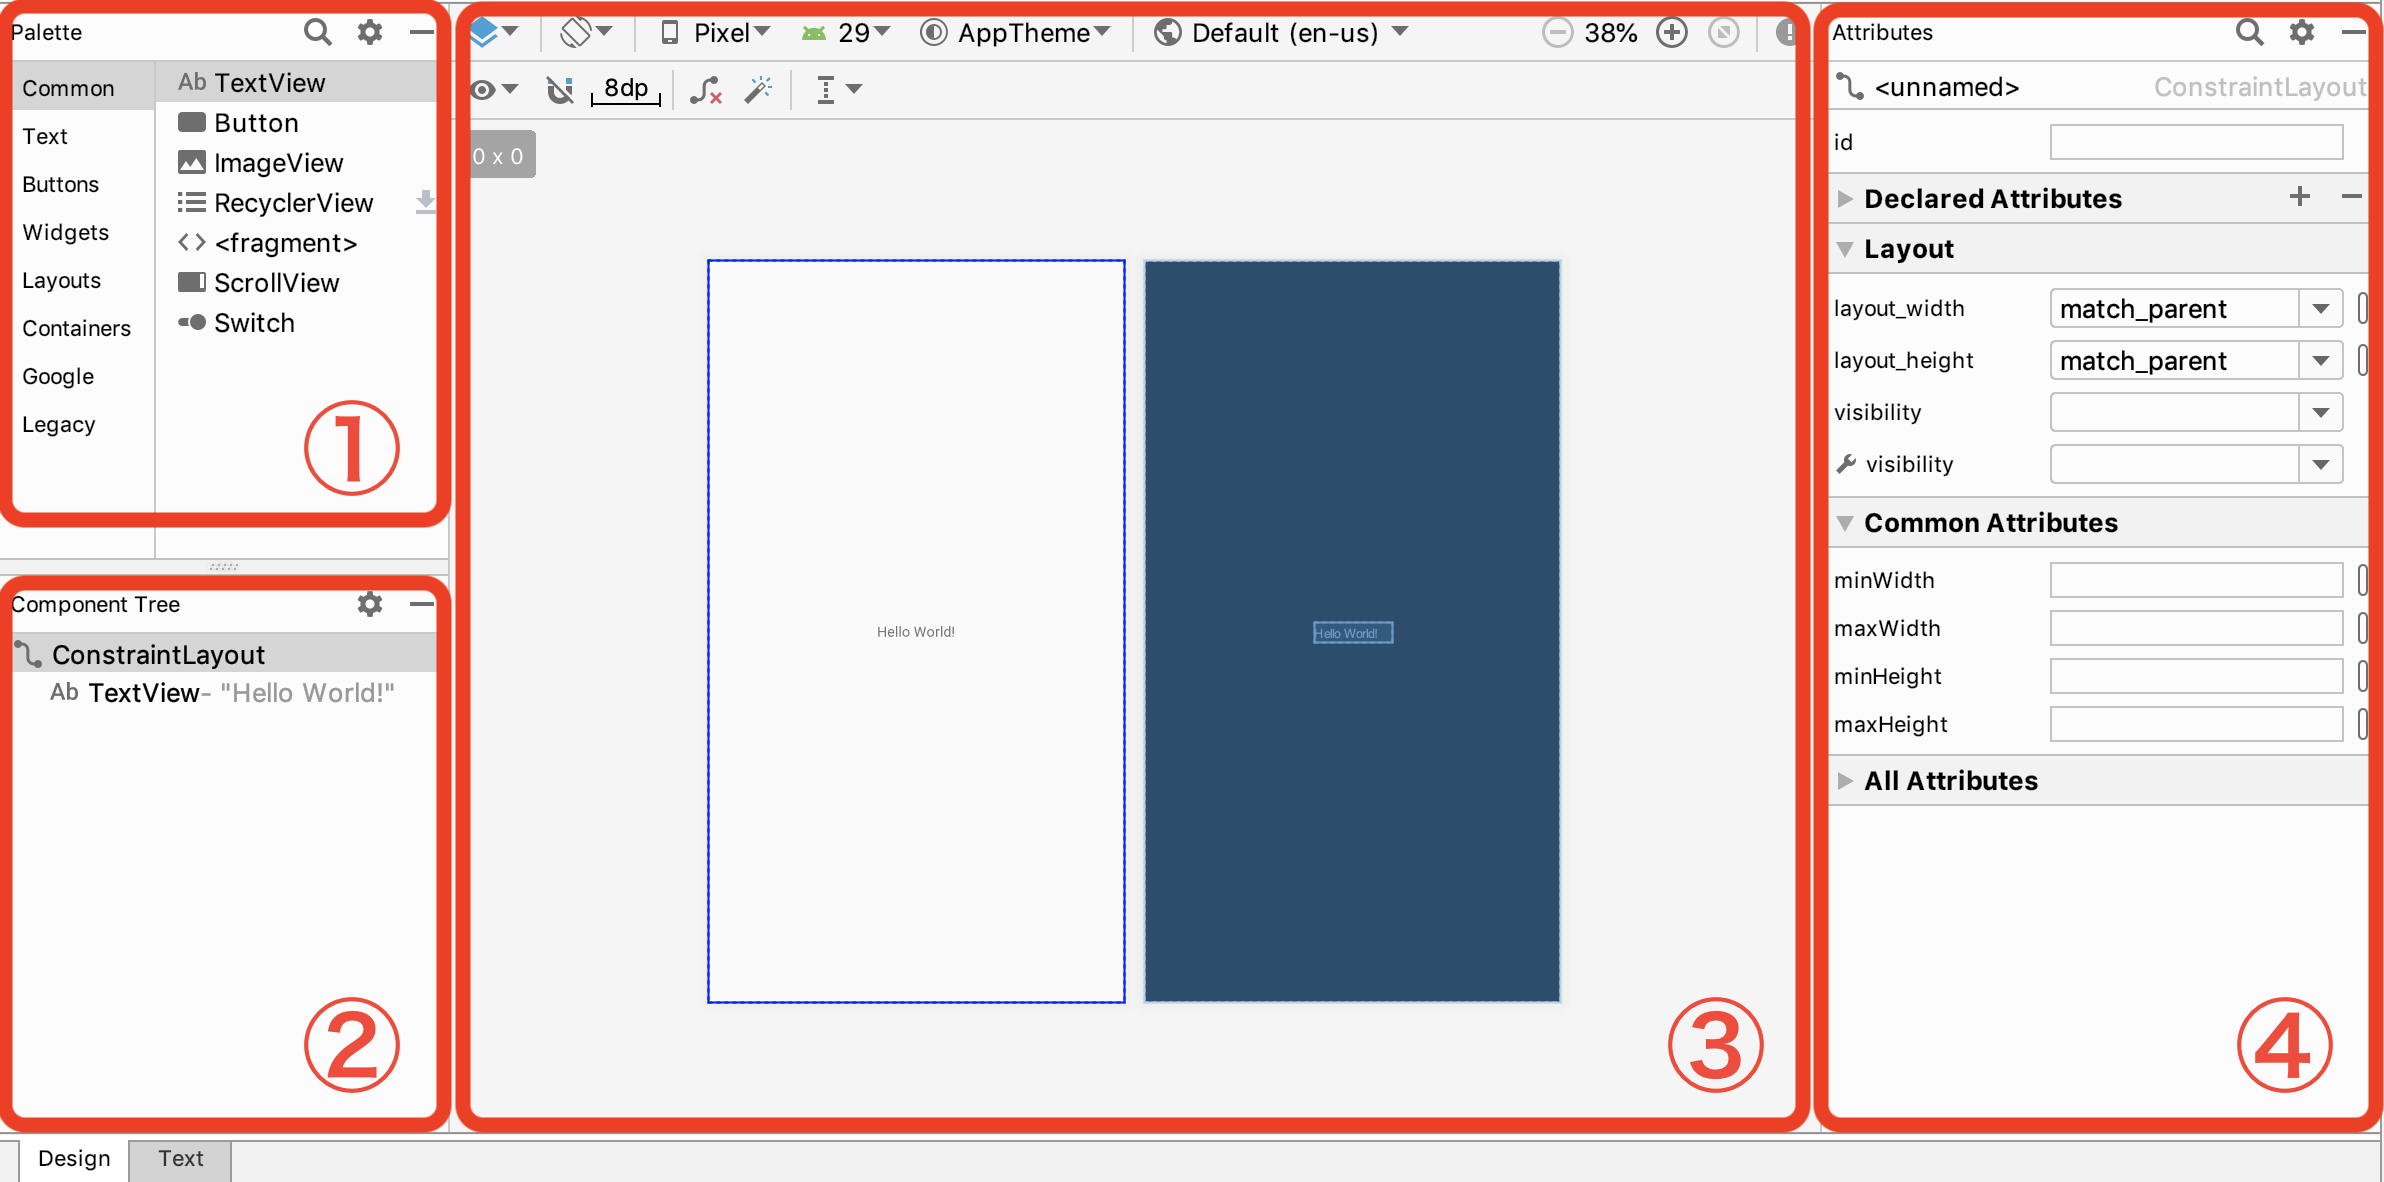 Palette
Common
Text
Buttons
Widgets
Layouts
Containers
Google
Legacy
Ab TextView
Button
ImageView
RecyclerView
<fragment>
ScrollView
Switch
①
Component Tree
ConstraintLayout
Ab TextView- "Hello World!"
②
Pixel 29 AppTheme Default (en-us) 38%
8dp
0 x 0
Hello World!
Hello World!
③
Attributes
<unnamed> ConstraintLayout
id
Declared Attributes
Layout
layout_width match_parent
layout_height match_parent
visibility
visibility
Common Attributes
minWidth
maxWidth
minHeight
maxHeight
All Attributes
④
Design Text